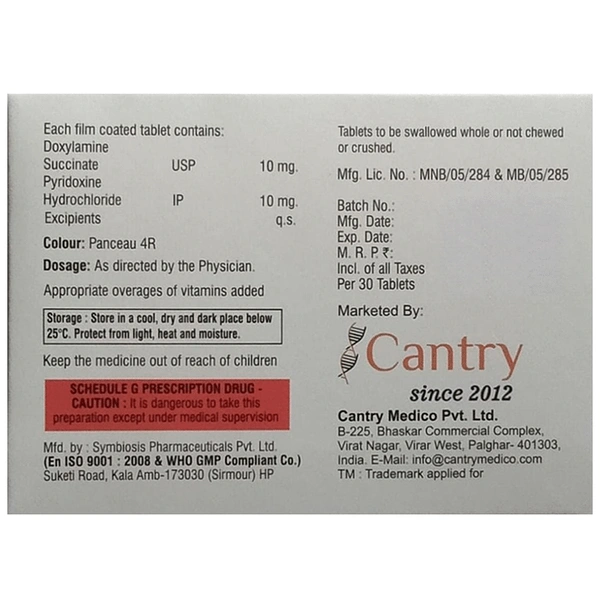 Each film coated tablet contains:
Doxylamine
Succinate USP 10 mg.
Pyridoxine
Hydrochloride IP 10 mg.
Excipients q.s.
Colour: Panceau 4R
Dosage: As directed by the Physician.
Appropriate overages of vitamins added
Storage : Store in a cool, dry and dark place below
25°C. Protect from light, heat and moisture.
Keep the medicine out of reach of children
SCHEDULE G PRESCRIPTION DRUG -
CAUTION : It is dangerous to take this
preparation except under medical supervision
Mfd. by : Symbiosis Pharmaceuticals Pvt. Ltd.
(En ISO 9001 : 2008 & WHO GMP Compliant Co.)
Suketi Road, Kala Amb-173030 (Sirmour) HP
Tablets to be swallowed whole or not chewed
or crushed.
Mfg. Lic. No. : MNB/05/284 & MB/05/285
Batch No.:
Mfg. Date:
Exp. Date:
M. R. P. ₹:
Incl. of all Taxes
Per 30 Tablets
Marketed By:
Cantry
since 2012
Cantry Medico Pvt. Ltd.
B-225, Bhaskar Commercial Complex,
Virat Nagar, Virar West, Palghar- 401303,
India. E-Mail: info@cantrymedico.com
TM : Trademark applied for